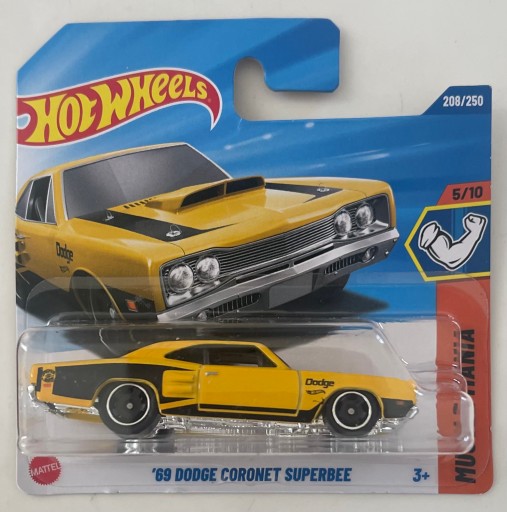 HOT WHEELS
208/250
5/10
Dodge
Dodge
MATTEL
'69 DODGE CORONET SUPERBEE
3+